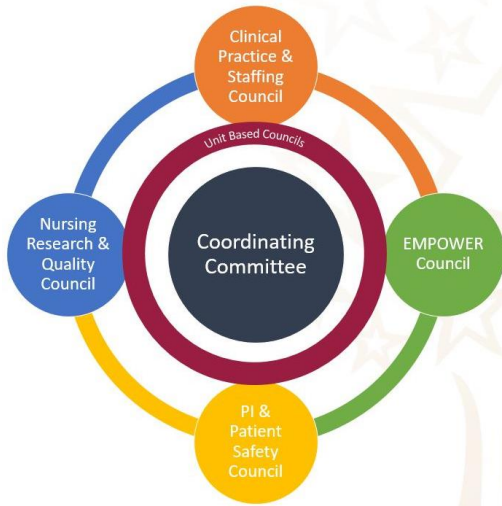 Clinical
Practice &
Staffing
Council
Unit Based Councils
Nursing
Research &
Quality
Council
Coordinating
Committee
EMPOWER
Council
PI &
Patient
Safety
Council